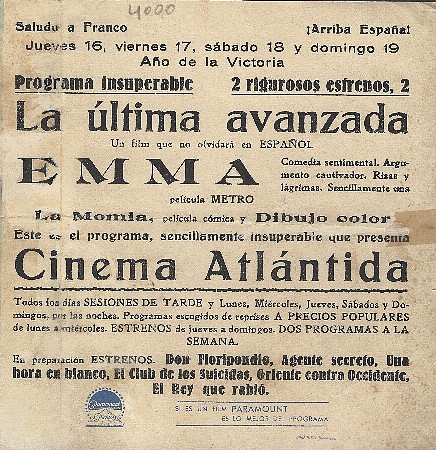 4000
Saludo a Franco ¡Arriba España!
Jueves 16, viernes 17, sábado 18 y domingo 19
Año de la Victoria
Programa insuperable 2 rigurosos estrenos, 2
La última avanzada
Un film que no olvidará en ESPAÑOL
EMMA
Comedia sentimental. Argu-
mento cautivador. Rizas y
lágrimas. Sencillamente una
película METRO
La Momia, película cómica y Dibujo color
Este es el programa, sencillamente insuperable que presenta
Cinema Atlántida
Todos los días SESIONES DE TARDE y Lunes, Miércoles, Jueves, Sábados y Do-
mingos, por las noches. Programas escogidos de reprises A PRECIOS POPULARES
de lunes a miércoles. ESTRENOS de jueves a domingos. DOS PROGRAMAS A LA
SEMANA.
En preparación ESTRENOS. Don Floripondio, Agente secreto, Una
hora en blanco, El Club de los Suicidas, Oriente contra Occidente,
El Rey que rabió.
Paramount
SI ES UN FILM PARAMOUNT
ES LO MEJOR DEL PROGRAMA